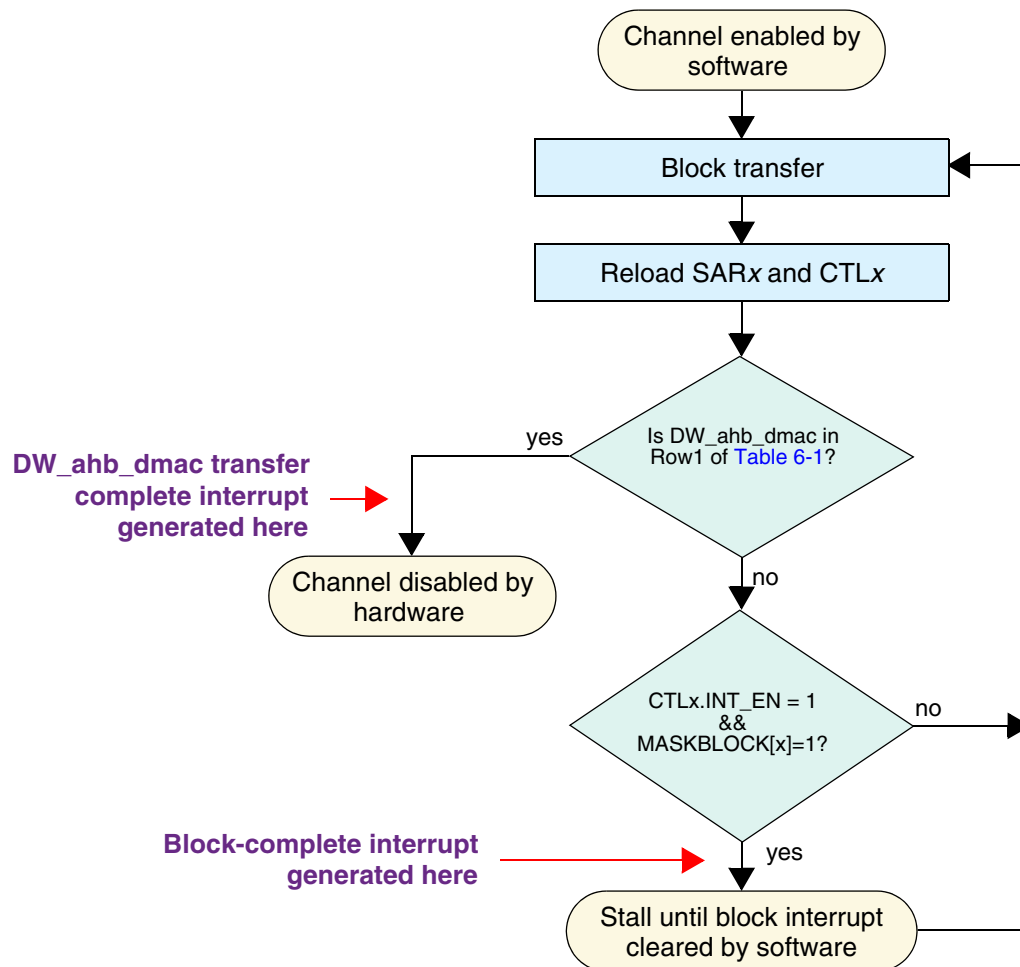 Channel enabled by
software
Block transfer
Reload SARx and CTLx
Is DW_ahb_dmac in
Row1 of Table 6-1?
yes
DW_ahb_dmac transfer
complete interrupt
generated here
Channel disabled by
hardware
no
CTLx.INT_EN = 1
&&
MASKBLOCK[x]=1?
no
Block-complete interrupt
generated here
yes
Stall until block interrupt
cleared by software